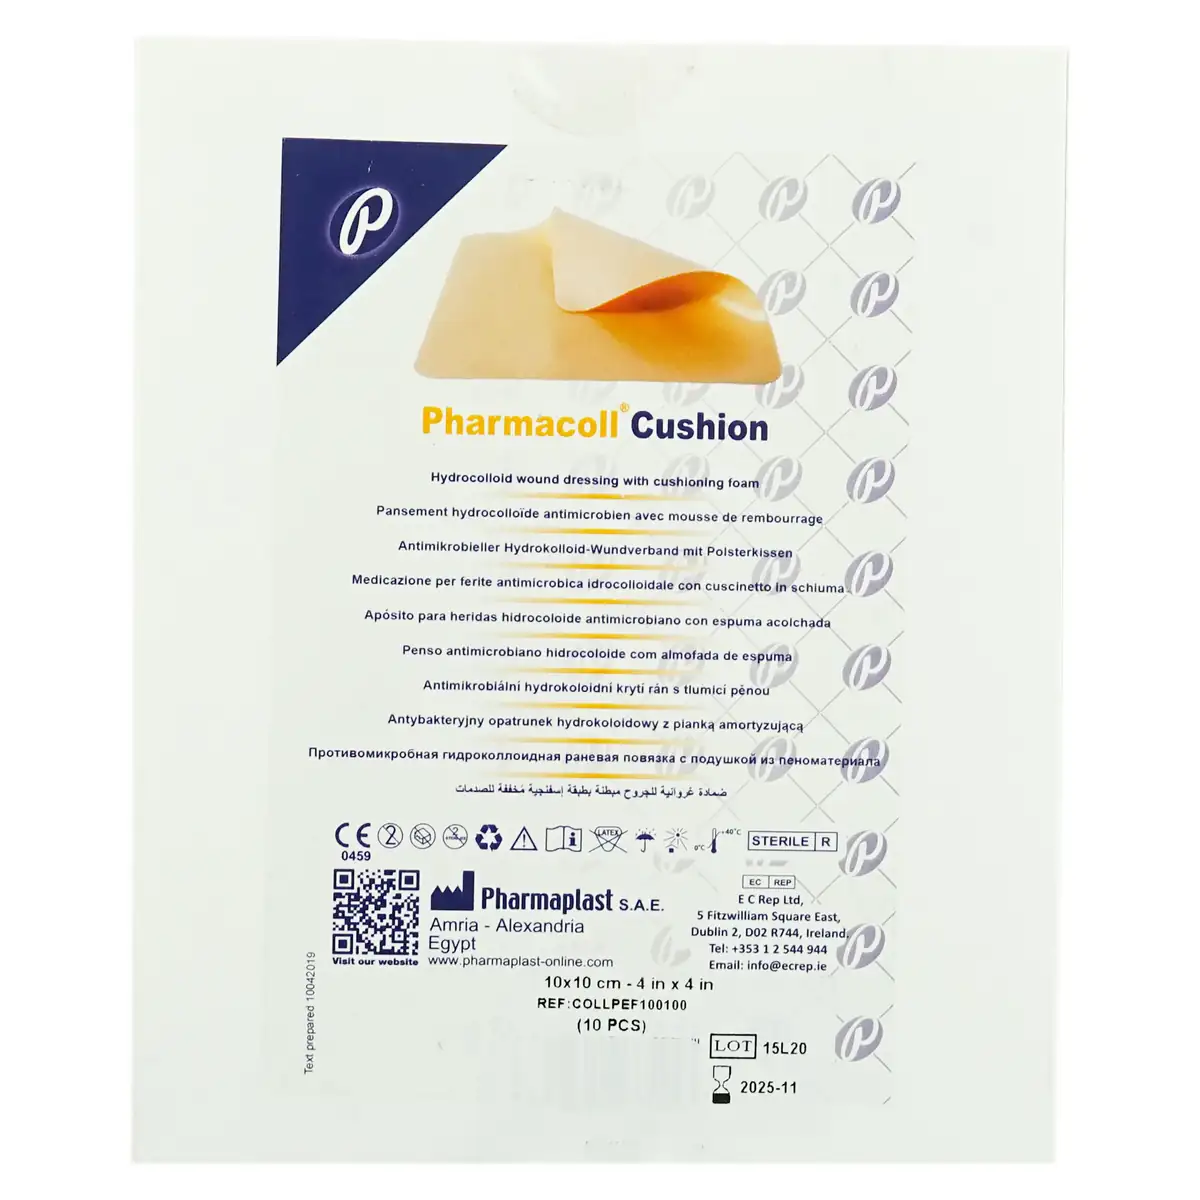 Pharmacoll® Cushion
Hydrocolloid wound dressing with cushioning foam
Pansement hydrocolloïde antimicrobien avec mousse de rembourrage
Antimikrobieller Hydrokolloid-Wundverband mit Polsterkissen
Medicazione per ferite antimicrobica idrocolloidale con cuscinetto in schiuma
Apósito para heridas hidrocoloide antimicrobiano con espuma acolchada
Penso antimicrobiano hidrocoloide com almofada de espuma
Antimikrobiální hydrokoloidní krytí rán s tlumicí pěnou
Antybakteryjny opatrunek hydrokoloidowy z pianką amortyzującą
Противомикробная гидроколлоидная раневая повязка с подушкой из пеноматериала
ضمادة غروانية للجروح مبطنة بطبقة إسفنجية مُخففة للصدمات
CE
0459
2
LATEX
0°C
+40°C
STERILE R
Visit our website
Pharmaplast S.A.E.
Amria - Alexandria
Egypt
www.pharmaplast-online.com
EC REP
E C Rep Ltd,
5 Fitzwilliam Square East,
Dublin 2, D02 R744, Ireland.
Tel: +353 1 2 544 944
Email: info@ecrep.ie
10x10 cm - 4 in x 4 in
REF:COLLPEF100100
(10 PCS)
LOT 15L20
2025-11
Text prepared 10042019